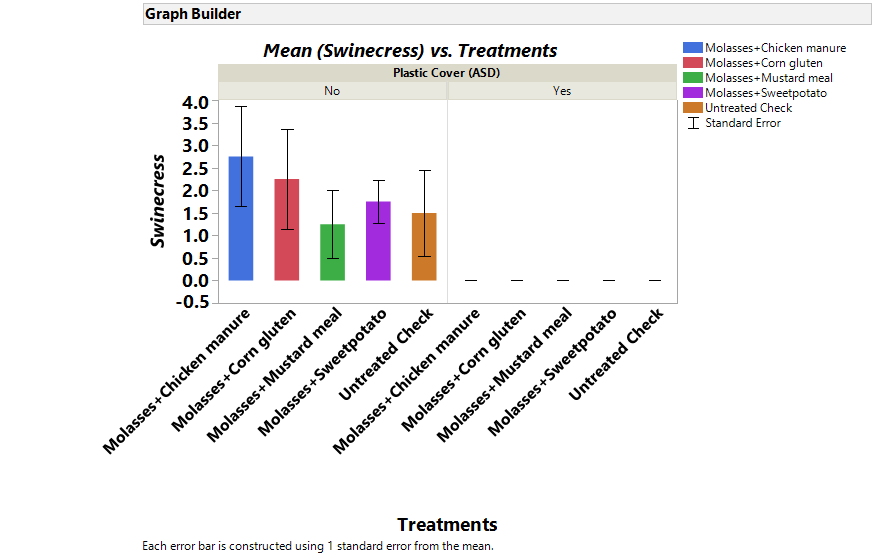 Graph Builder
Mean (Swinecress) vs. Treatments
Plastic Cover (ASD)
No
Yes
Swinecress
4.0
3.5
3.0
2.5
2.0
1.5
1.0
0.5
0.0
-0.5
Molasses+Chicken manure
Molasses+Corn gluten
Molasses+Mustard meal
Molasses+Sweetpotato
Untreated Check
Molasses+Chicken manure
Molasses+Corn gluten
Molasses+Mustard meal
Molasses+Sweetpotato
Untreated Check
Treatments
Molasses+Chicken manure
Molasses+Corn gluten
Molasses+Mustard meal
Molasses+Sweetpotato
Untreated Check
Standard Error
Each error bar is constructed using 1 standard error from the mean.